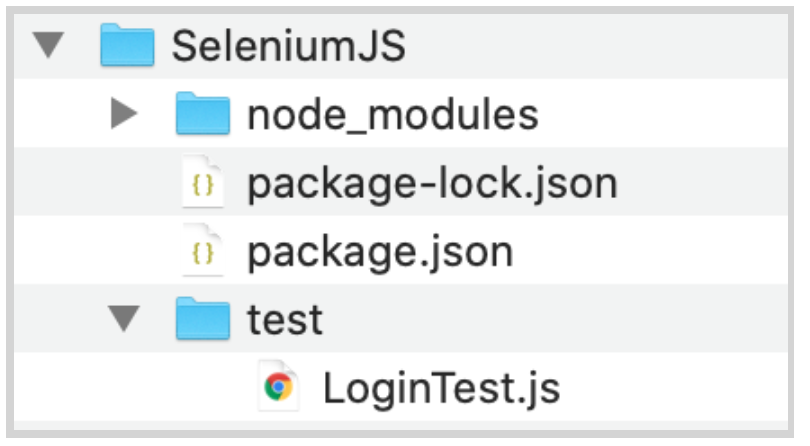 SeleniumJS
node_modules
package-lock.json
package.json
test
LoginTest.js